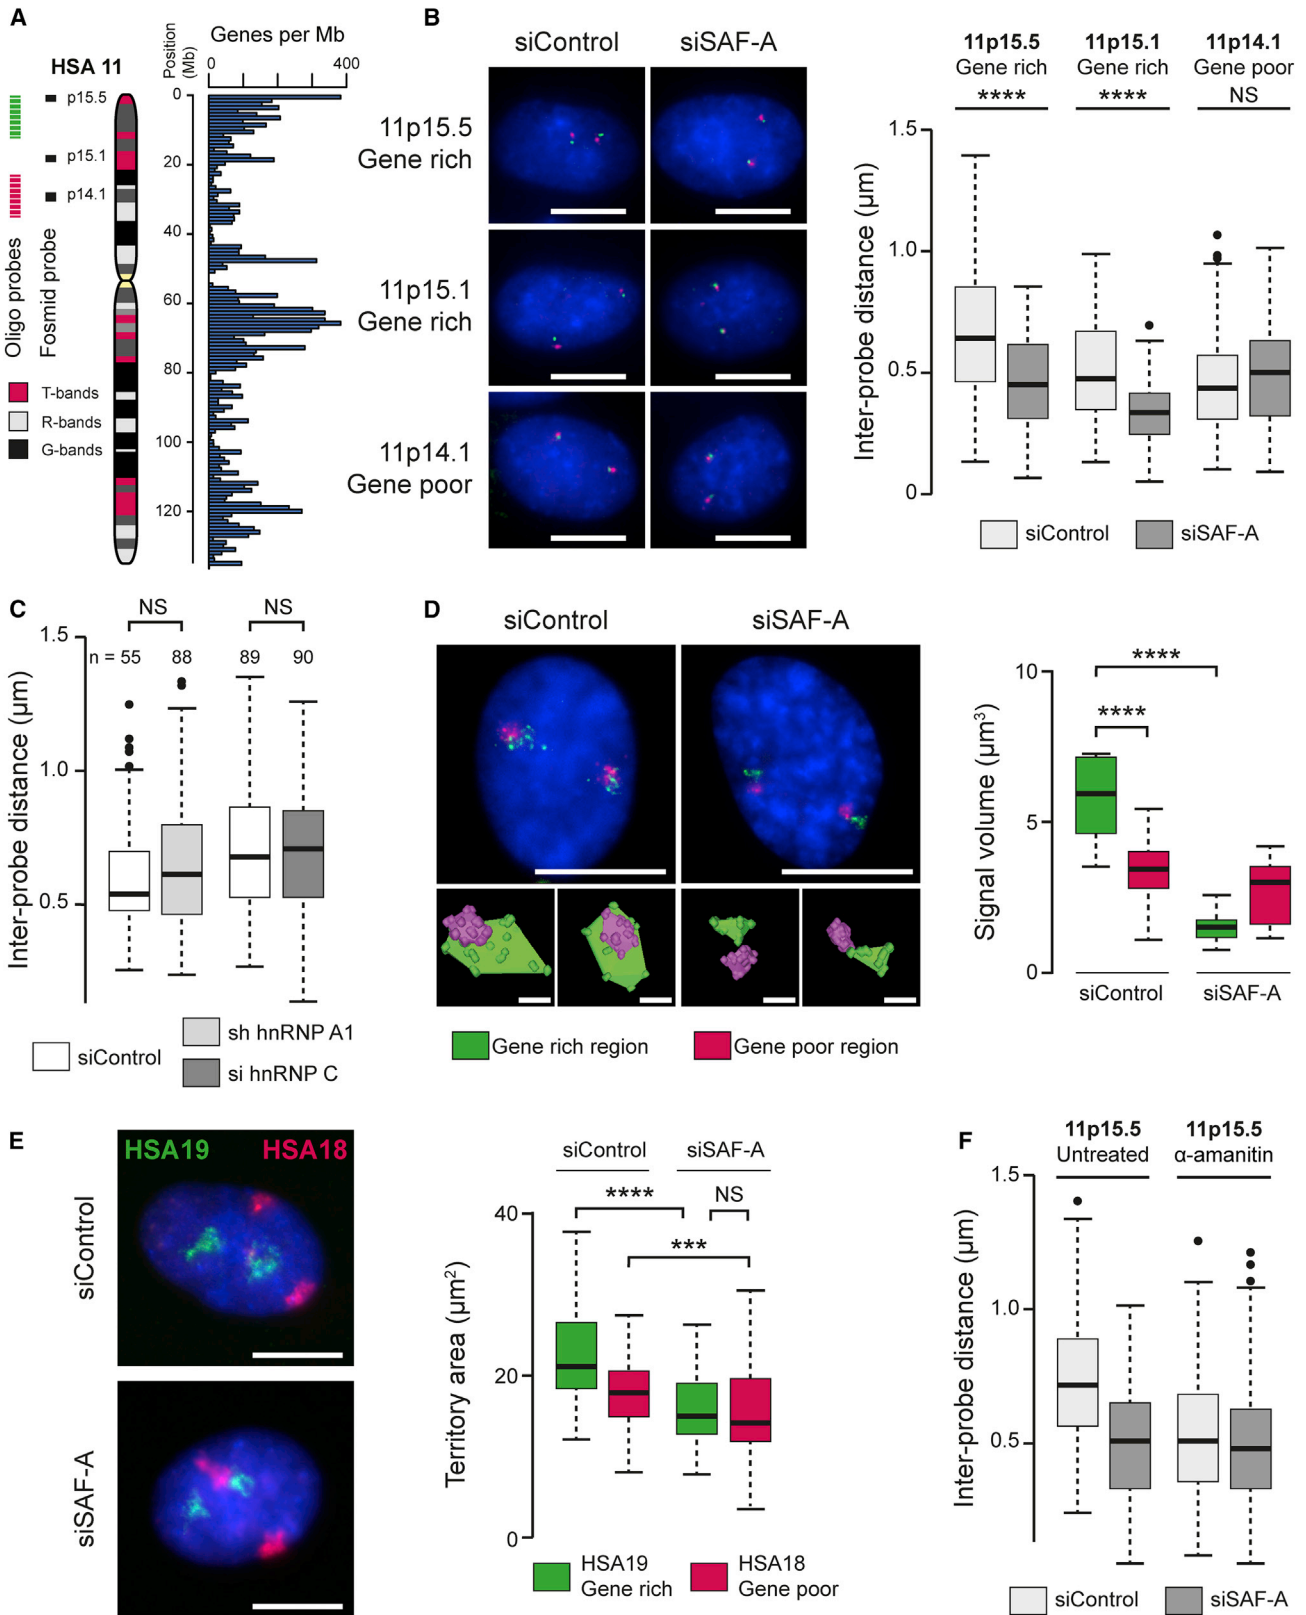 A
Genes per Mb
Position
(Mb)
0
400
HSA 11
p15.5
p15.1
p14.1
Oligo probes
Fosmid probe
T-bands
R-bands
G-bands
0
20
40
60
80
100
120
B
siControl
siSAF-A
11p15.5
Gene rich
11p15.1
Gene rich
11p14.1
Gene poor
11p15.5
Gene rich
****
11p15.1
Gene rich
****
11p14.1
Gene poor
NS
Inter-probe distance (μm)
1.5
1.0
0.5
0
siControl
siSAF-A
C
NS
NS
n = 55
88
89
90
Inter-probe distance (μm)
1.5
1.0
0.5
siControl
sh hnRNP A1
si hnRNP C
D
siControl
siSAF-A
Gene rich region
Gene poor region
****
****
Signal volume (μm³)
10
5
0
siControl
siSAF-A
E
HSA19
HSA18
siControl
siSAF-A
siControl
siSAF-A
****
NS
***
Territory area (μm²)
40
20
0
HSA19
Gene rich
HSA18
Gene poor
F
11p15.5
Untreated
11p15.5
α-amanitin
Inter-probe distance (μm)
1.5
1.0
0.5
siControl
siSAF-A